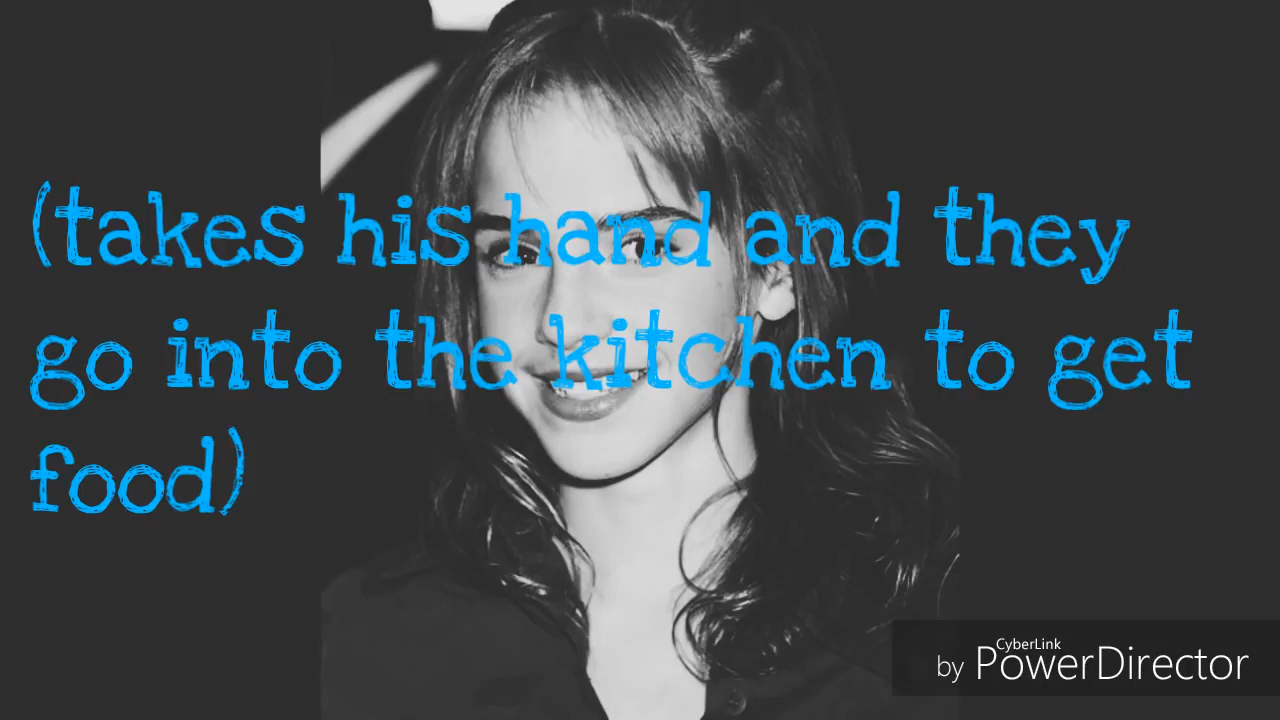 (takes his hand and they
go into the kitchen to get
food)
CyberLink
by PowerDirector